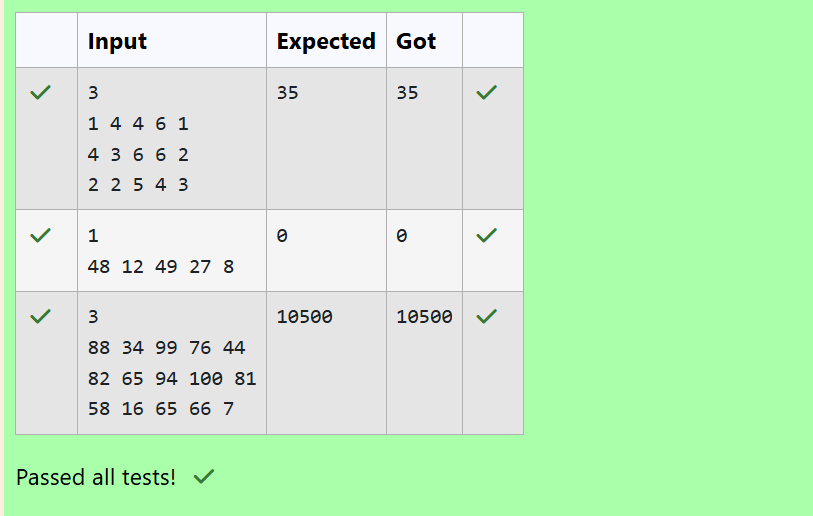 Input Expected Got
3 35 35
1 4 4 6 1
4 3 6 6 2
2 2 5 4 3
1 0 0
48 12 49 27 8
3 10500 10500
88 34 99 76 44
82 65 94 100 81
58 16 65 66 7
Passed all tests!